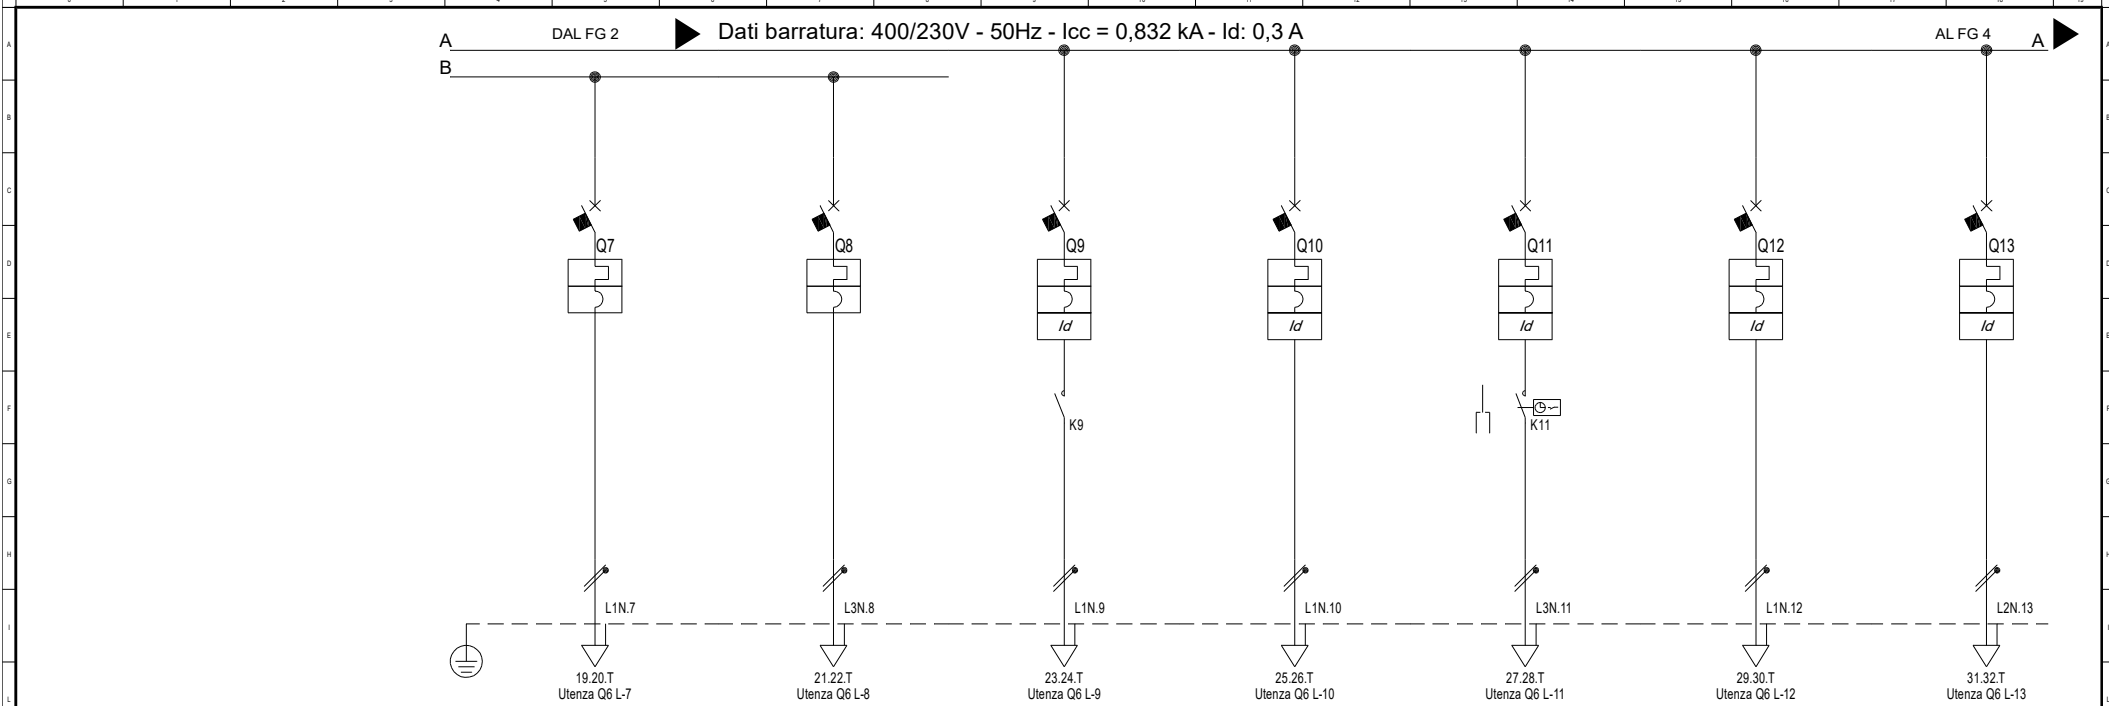 A DAL FG 2 Dati barratura: 400/230V - 50Hz - Icc = 0,832 kA - Id: 0,3 A AL FG 4 A
B
Q7 Q8 Q9 Q10 Q11 Q12 Q13
Id Id Id Id Id
K9 K11
L1N.7 L3N.8 L1N.9 L1N.10 L3N.11 L1N.12 L2N.13
19.20.T 21.22.T 23.24.T 25.26.T 27.28.T 29.30.T 31.32.T
Utenza Q6 L-7 Utenza Q6 L-8 Utenza Q6 L-9 Utenza Q6 L-10 Utenza Q6 L-11 Utenza Q6 L-12 Utenza Q6 L-13